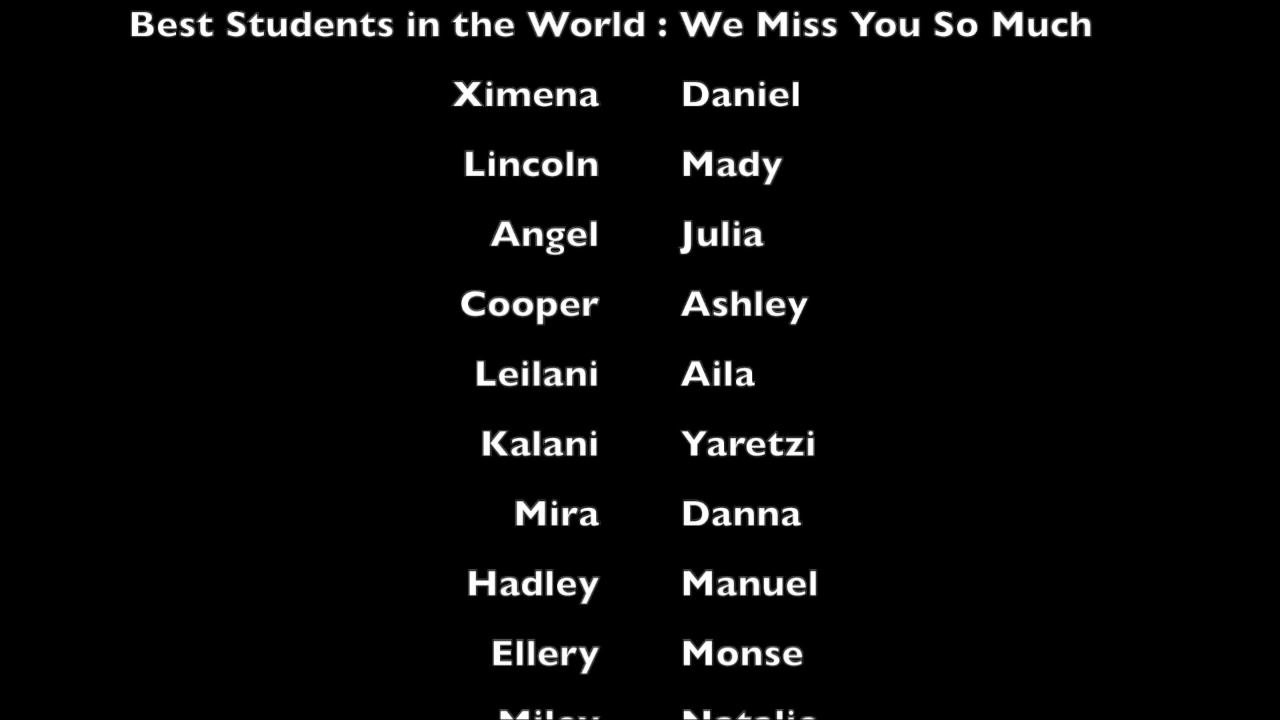 Best Students in the World : We Miss You So Much
Ximena Daniel
Lincoln Mady
Angel Julia
Cooper Ashley
Leilani Aila
Kalani Yaretzi
Mira Danna
Hadley Manuel
Ellery Monse